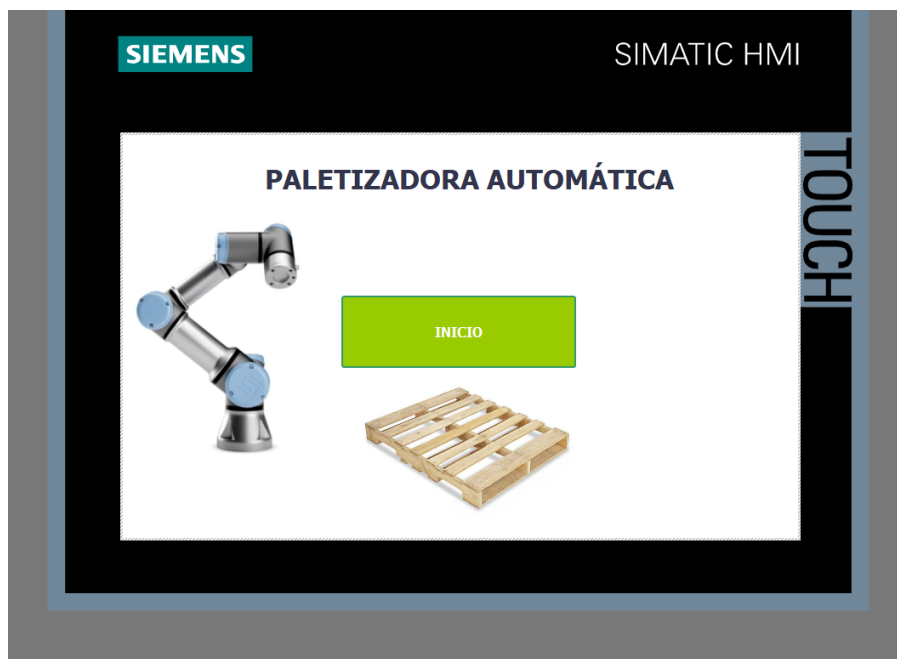 SIEMENS
SIMATIC HMI
TOUCH
PALETIZADORA AUTOMÁTICA
INICIO